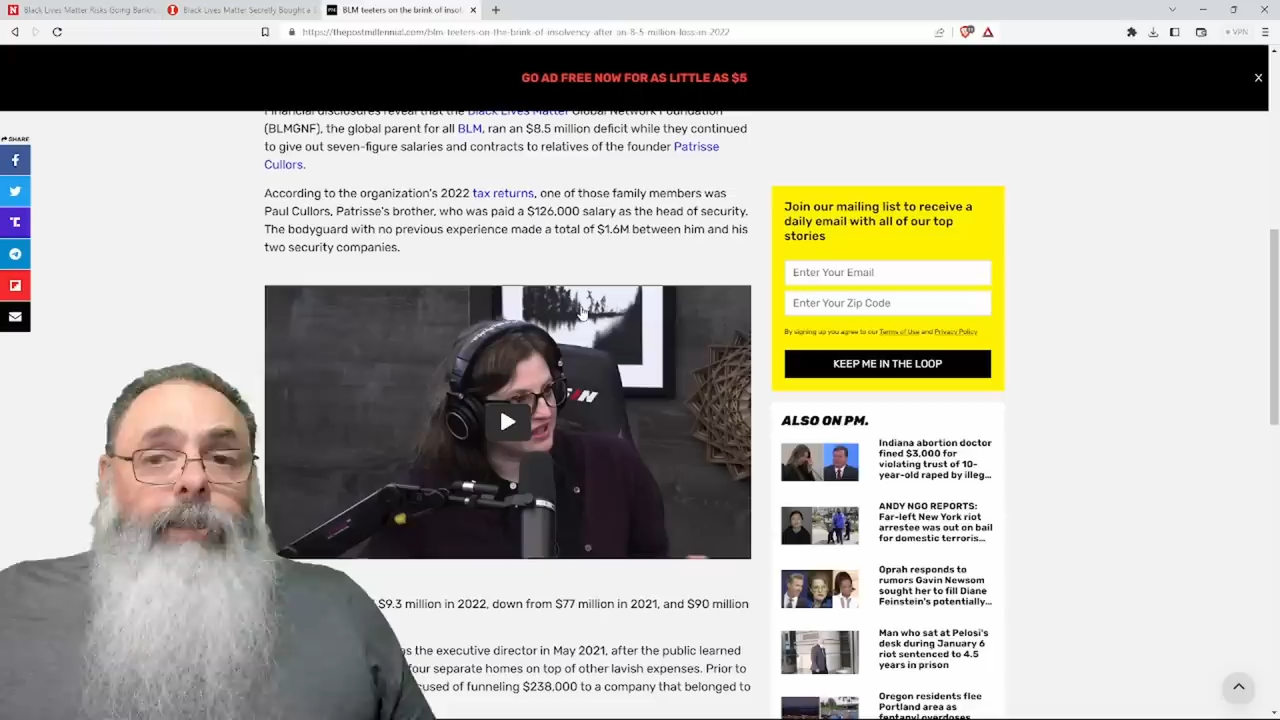 Black Lives Matter Risks Going Bankru
Black Lives Matter Secretly Bought a
BLM teeters on the brink of insol
https://thepostmillennial.com/blm-teeters-on-the-brink-of-insolvency-after-an-8-5-million-loss-in-2022
VPN
GO AD FREE NOW FOR AS LITTLE AS $5
SHARE
Financial disclosures reveal that the Black Lives Matter Global Network Foundation
(BLMGNF), the global parent for all BLM, ran an $8.5 million deficit while they continued
to give out seven-figure salaries and contracts to relatives of the founder Patrisse
Cullors.
According to the organization's 2022 tax returns, one of those family members was
Paul Cullors, Patrisse's brother, who was paid a $126,000 salary as the head of security.
The bodyguard with no previous experience made a total of $1.6M between him and his
two security companies.
$9.3 million in 2022, down from $77 million in 2021, and $90 million
as the executive director in May 2021, after the public learned
four separate homes on top of other lavish expenses. Prior to
cused of funneling $238,000 to a company that belonged to
Join our mailing list to receive a
daily email with all of our top
stories
Enter Your Email
Enter Your Zip Code
By signing up you agree to our Terms of Use and Privacy Policy
KEEP ME IN THE LOOP
ALSO ON PM.
Indiana abortion doctor
fined $3,000 for
violating trust of 10-
year-old raped by illeg...
ANDY NGO REPORTS:
Far-left New York riot
arrestee was out on bail
for domestic terroris...
Oprah responds to
rumors Gavin Newsom
sought her to fill Diane
Feinstein's potentially...
Man who sat at Pelosi's
desk during January 6
riot sentenced to 4.5
years in prison
Oregon residents flee
Portland area as
fentanyl overdoses